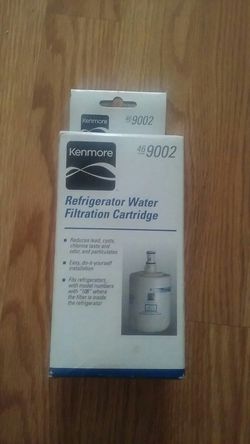 46 9002
Kenmore
46 9002
Refrigerator Water
Filtration Cartridge
Reduces lead, cysts,
chlorine taste and
odor, and particulates
Easy, do-it-yourself
installation
Fits refrigerators
with model numbers
with "106" where
the filter is inside
the refrigerator